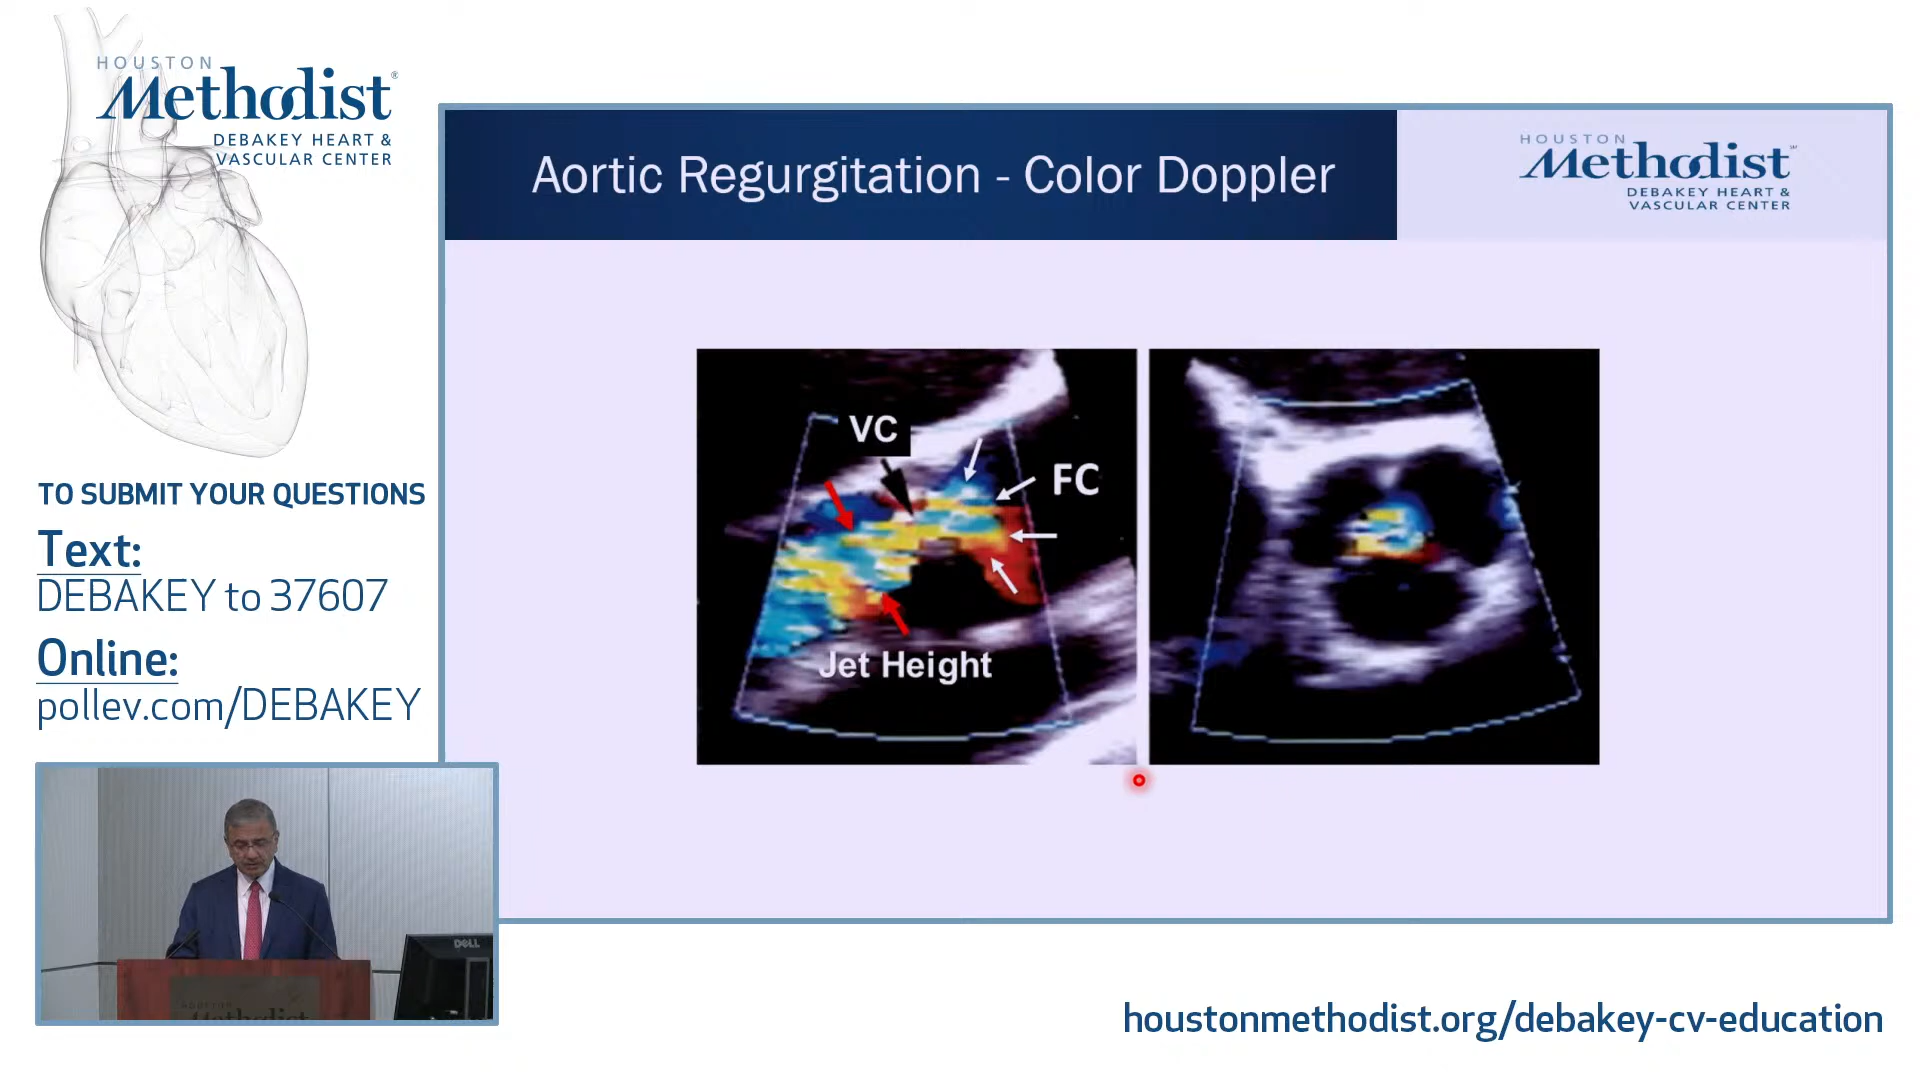 HOUSTON
Methodist®
DEBAKEY HEART &
VASCULAR CENTER
TO SUBMIT YOUR QUESTIONS
Text:
DEBAKEY to 37607
Online:
pollev.com/DEBAKEY
Aortic Regurgitation - Color Doppler
HOUSTON
Methodist
DEBAKEY HEART &
VASCULAR CENTER
VC
FC
Jet Height
DELL
HOUSTON
Methodist
houstonmethodist.org/debakey-cv-education